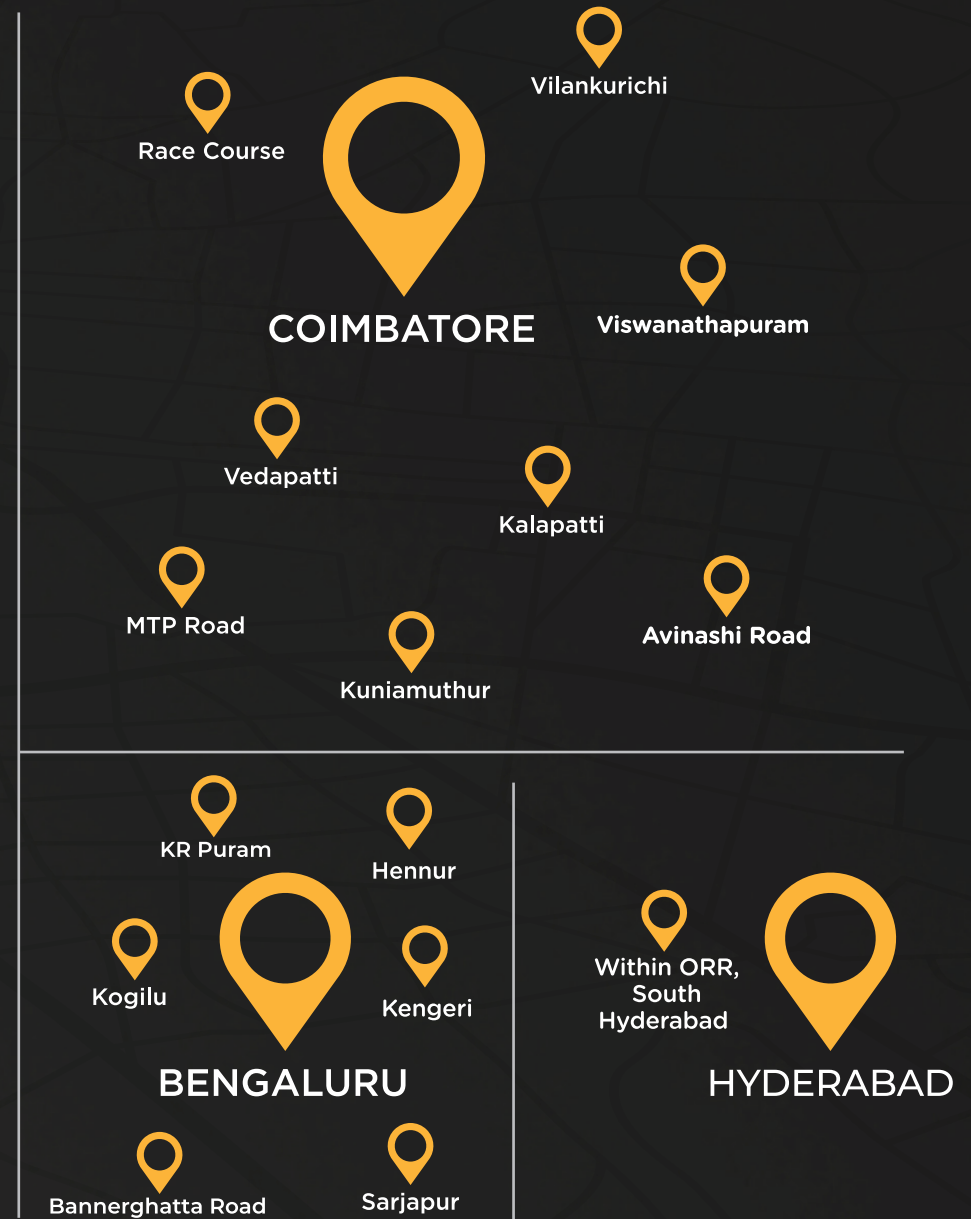 Vilankurichi
Race Course
COIMBATORE
Viswanathapuram
Vedapatti
Kalapatti
MTP Road
Avinashi Road
Kuniamuthur
KR Puram
Hennur
Kogilu
Kengeri
BENGALURU
Bannerghatta Road
Sarjapur
Within ORR,
South
Hyderabad
HYDERABAD